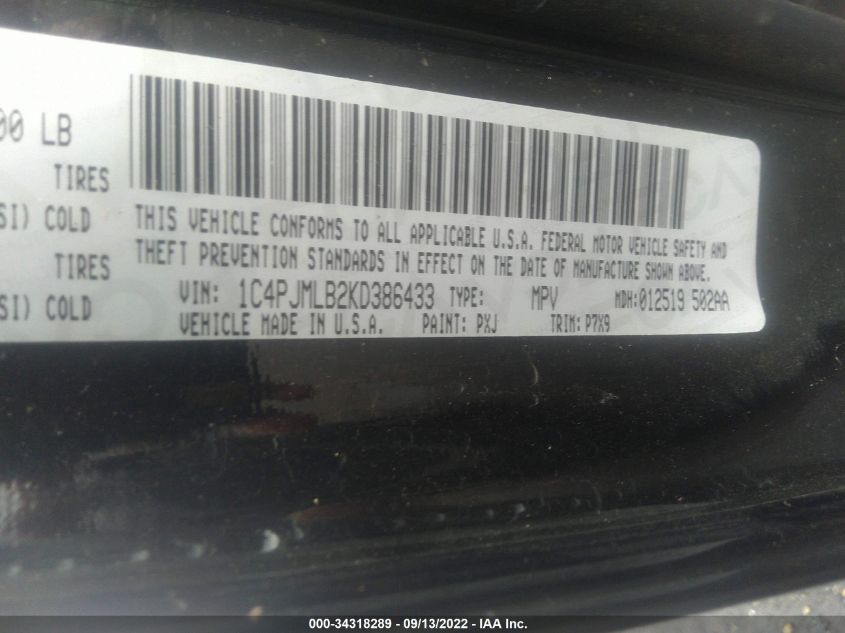 00 LB
TIRES
SI) COLD
TIRES
SI) COLD
THIS VEHICLE CONFORMS TO ALL APPLICABLE U.S.A. FEDERAL MOTOR VEHICLE SAFETY AND
THEFT PREVENTION STANDARDS IN EFFECT ON THE DATE OF MANUFACTURE SHOWN ABOVE.
VIN: 1C4PJMLB2KD386433 TYPE: MPV MDH:012519 502AA
VEHICLE MADE IN U.S.A. PAINT: PXJ TRIM: P7X9
000-34318289 - 09/13/2022 - IAA Inc.